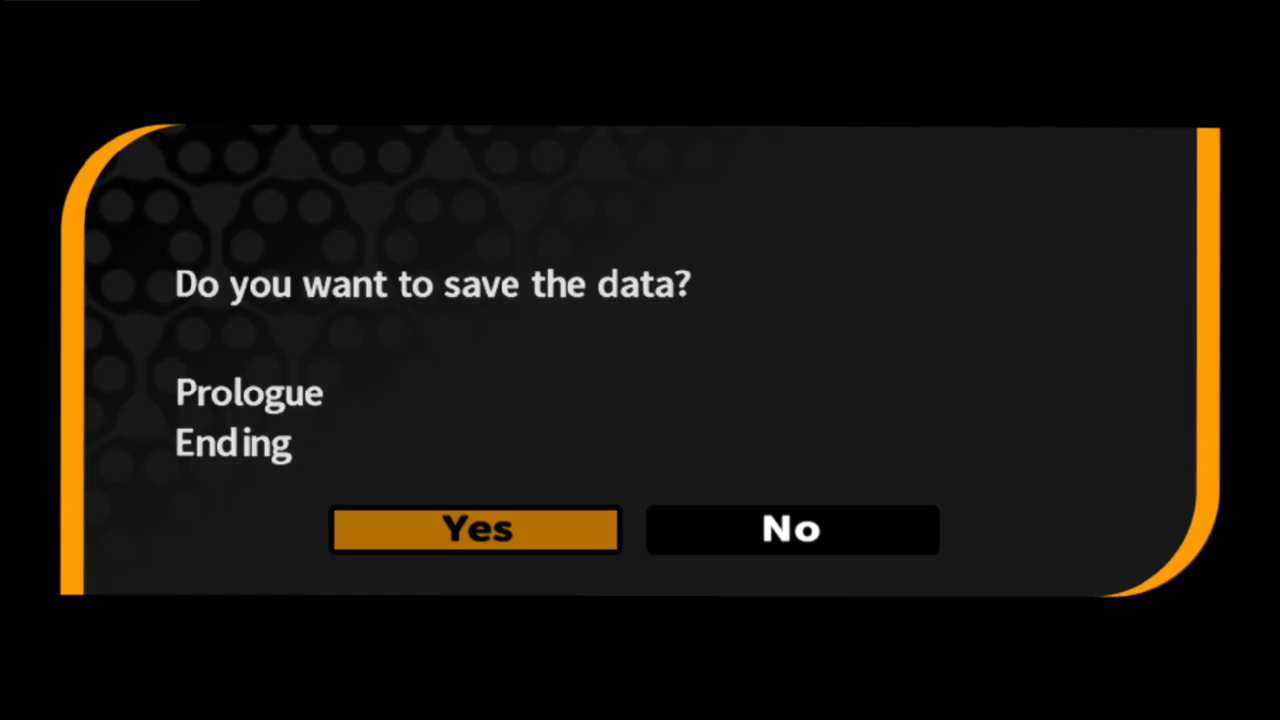 Do you want to save the data?
Prologue
Ending
Yes No